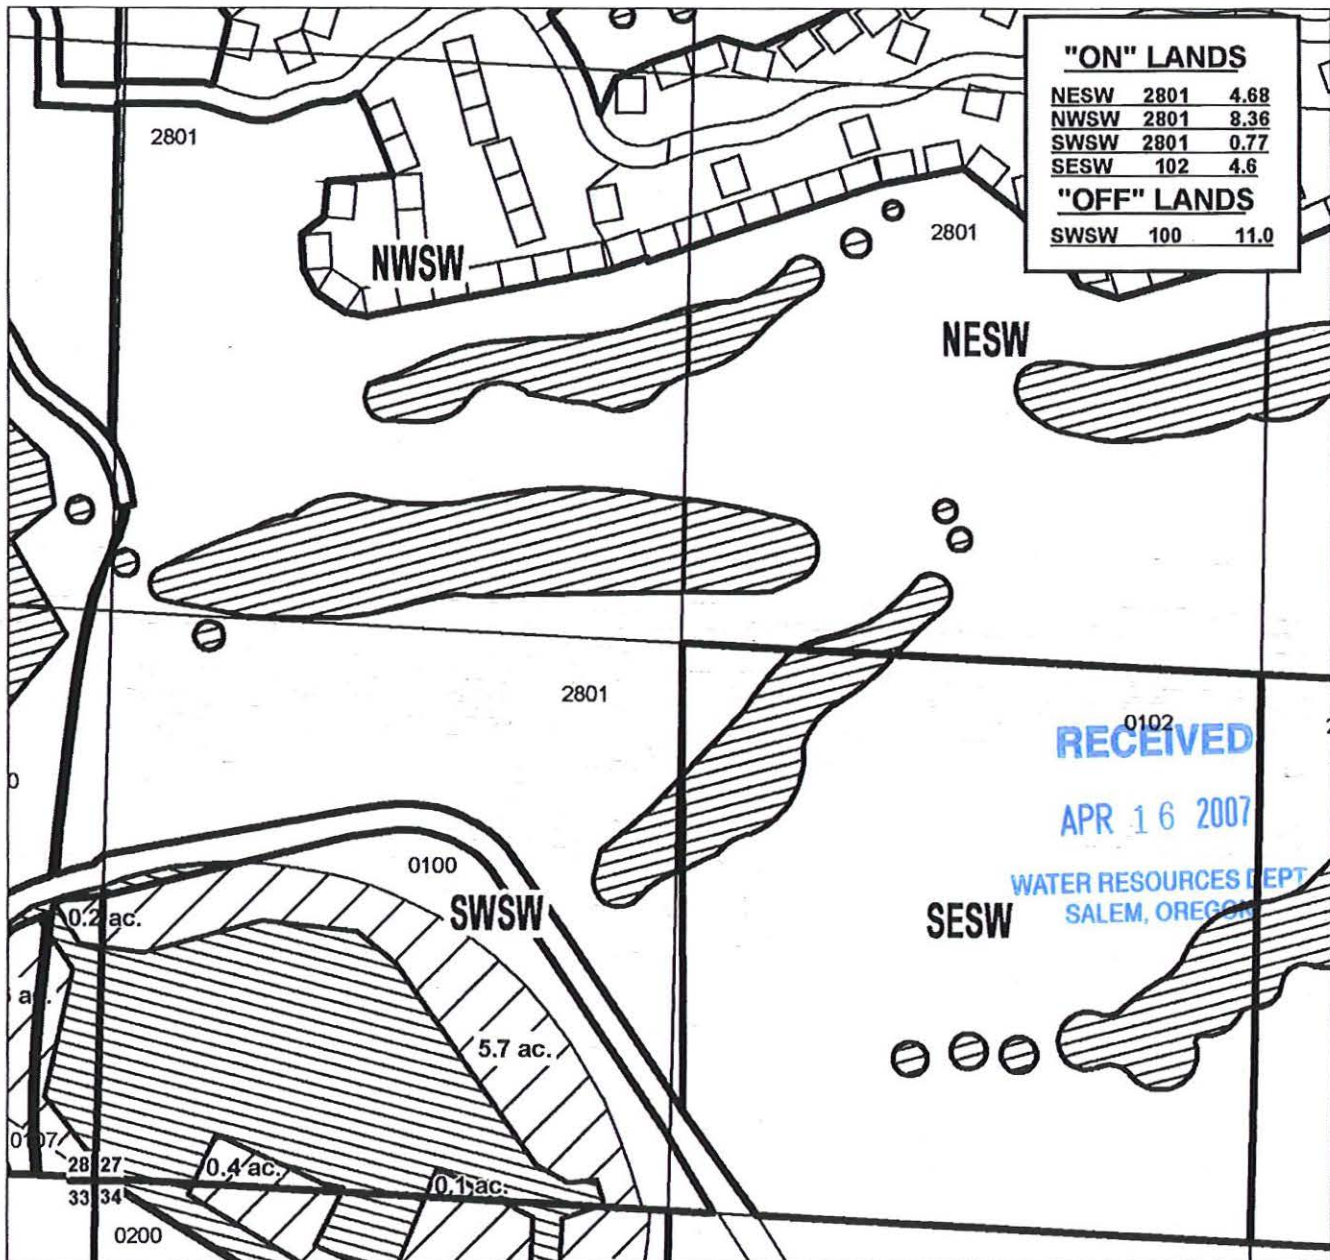 "ON" LANDS
NESW 2801 4.68
NWSW 2801 8.36
SWSW 2801 0.77
SESW 102 4.6
"OFF" LANDS
SWSW 100 11.0
2801
2801
NWSW
NESW
2801
0102
RECEIVED
APR 16 2007
WATER RESOURCES DEPT
SALEM, OREGON
0100
SWSW
SESW
0.2 ac.
5.7 ac.
0107
28 27
33 34
0.4 ac.
0.1 ac.
0200